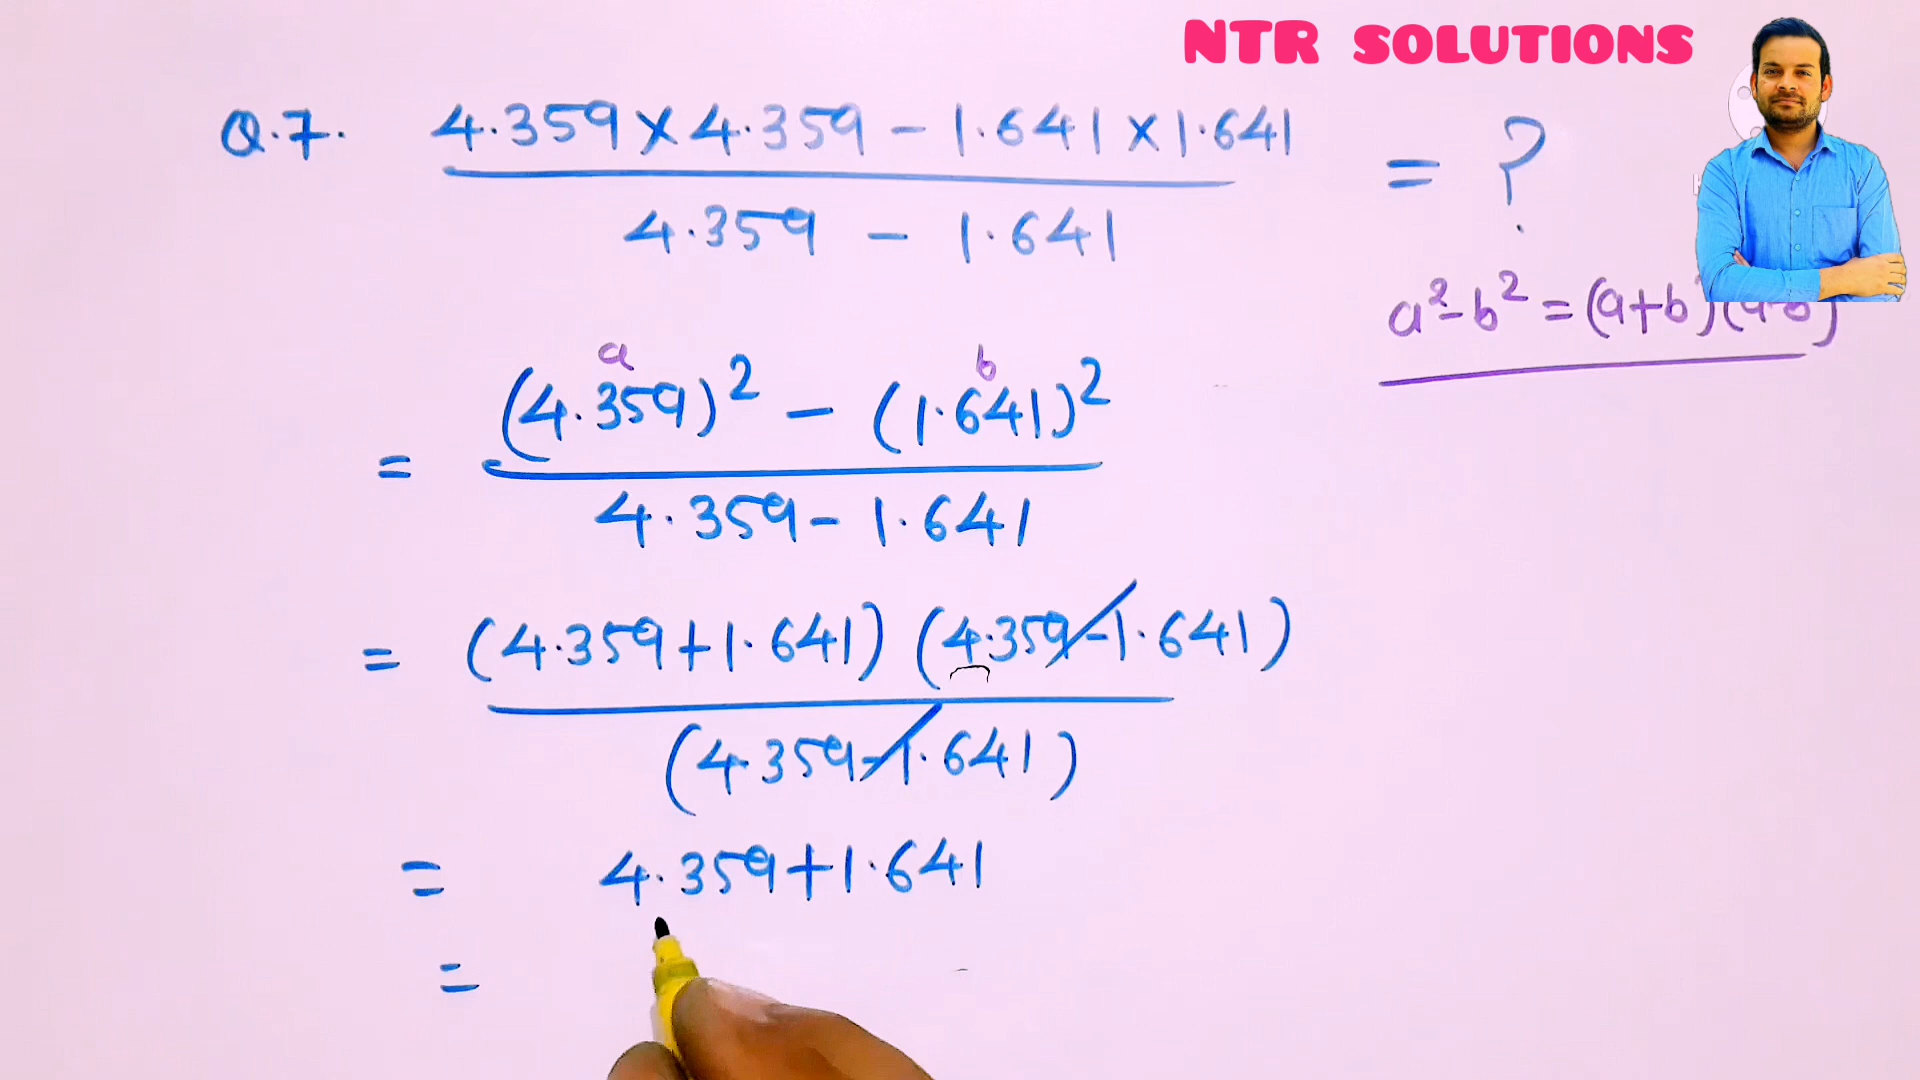 NTR SOLUTIONS
Q.7. 4.359 × 4.359 - 1.641 × 1.641 = ?
4.359 - 1.641
a² - b² = (a+b)(a-b)
a b
= (4.359)² - (1.641)²
4.359 - 1.641
= (4.359+1.641) (4.359-1.641)
(4.359-1.641)
= 4.359+1.641
=